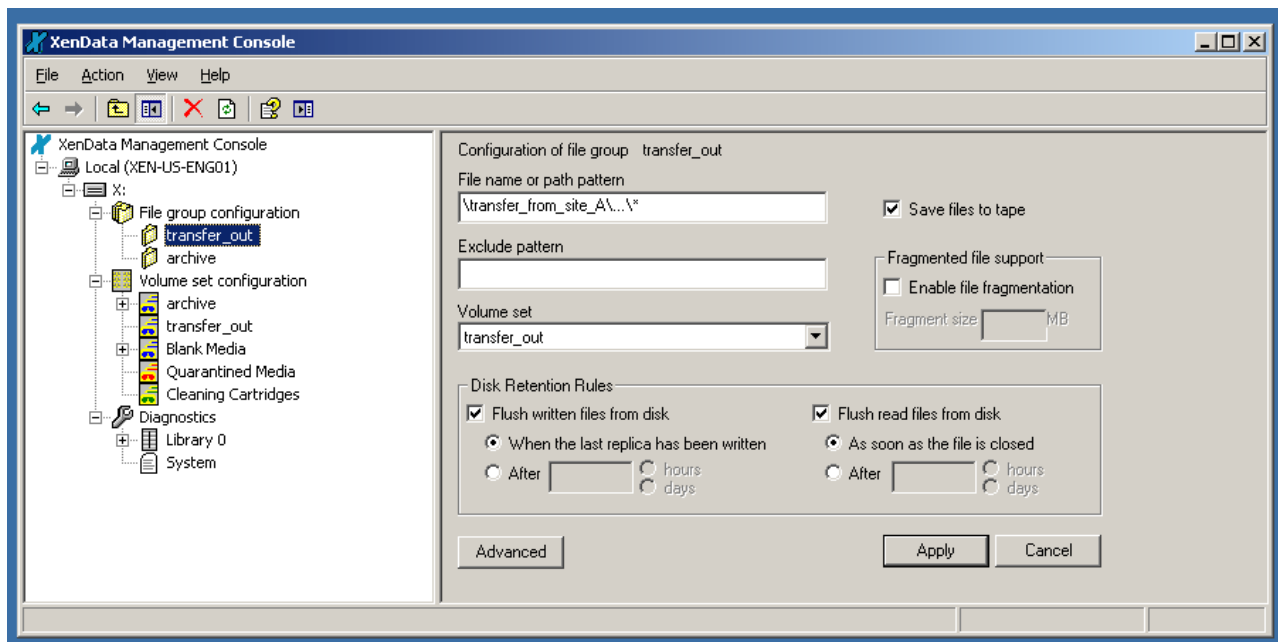 XenData Management Console
File Action View Help
XenData Management Console
Local (XEN-US-ENG01)
X:
File group configuration
transfer_out
archive
Volume set configuration
archive
transfer_out
Blank Media
Quarantined Media
Cleaning Cartridges
Diagnostics
Library 0
System
Configuration of file group transfer_out
File name or path pattern
\transfer_from_site_A\...\*
Save files to tape
Exclude pattern
Fragmented file support
Enable file fragmentation
Fragment size MB
Volume set
transfer_out
Disk Retention Rules
Flush written files from disk
When the last replica has been written
After hours
days
Flush read files from disk
As soon as the file is closed
After hours
days
Advanced
Apply Cancel